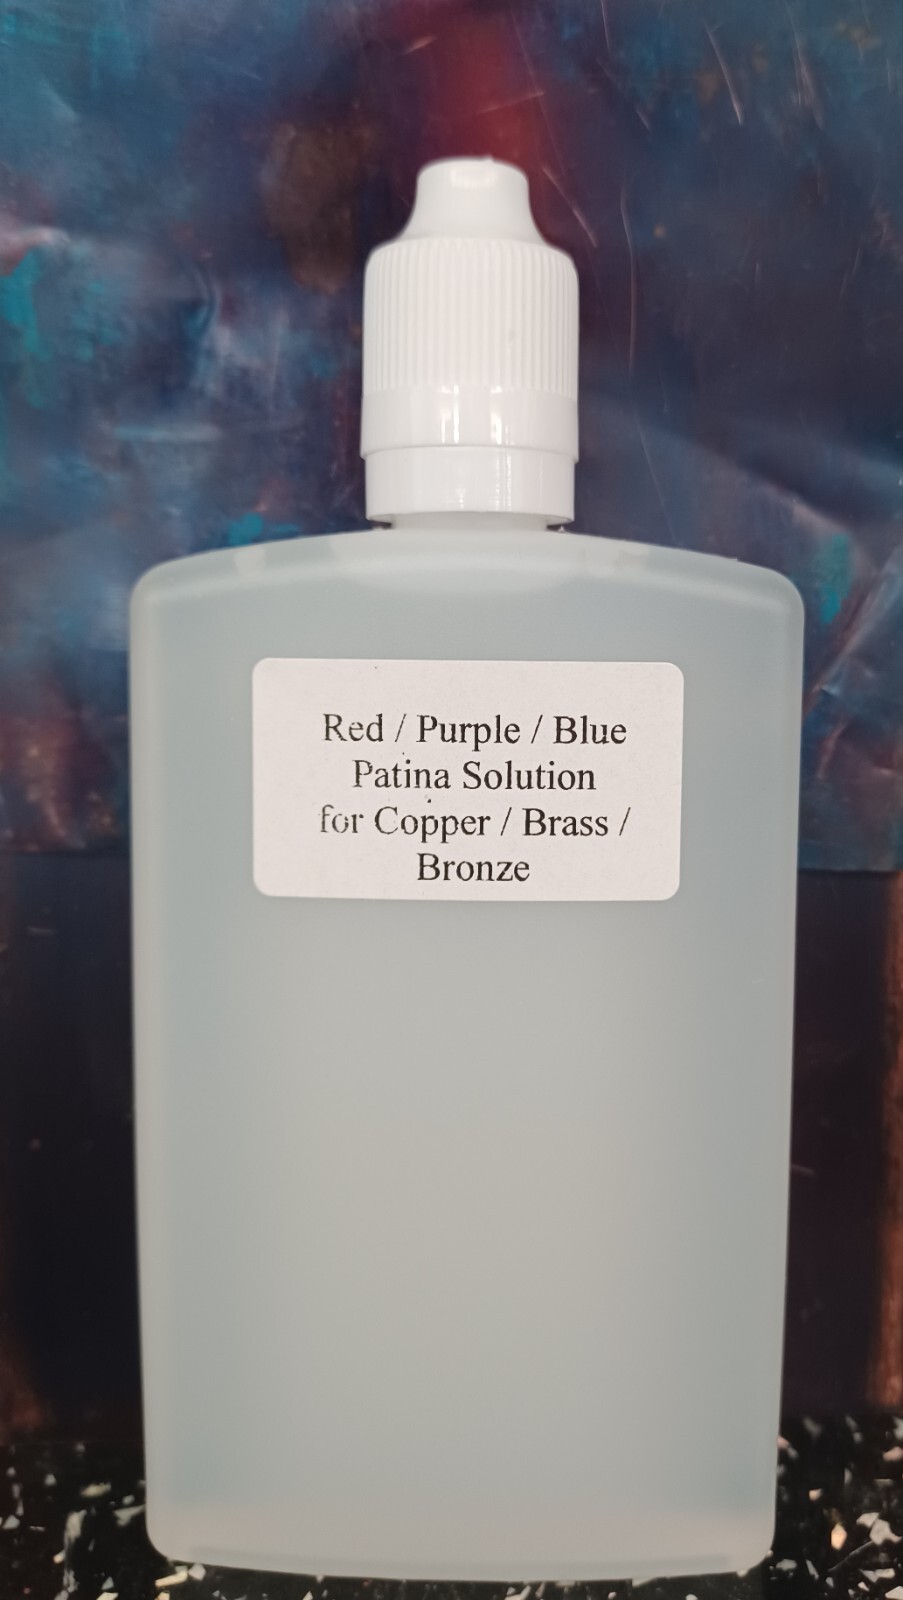 Red / Purple / Blue
Patina Solution
for Copper / Brass /
Bronze